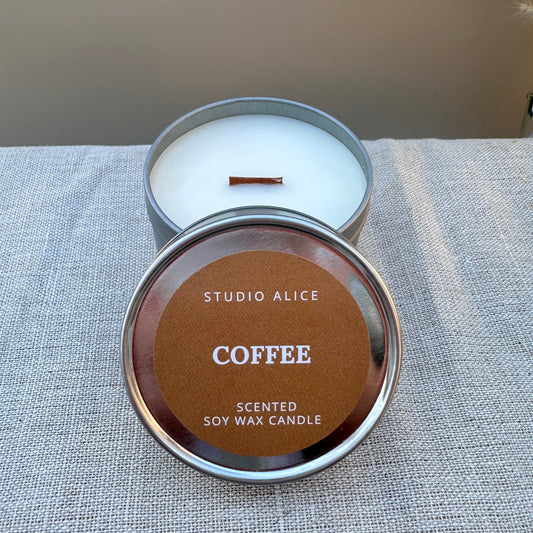 STUDIO ALICE
COFFEE
SCENTED
SOY WAX CANDLE